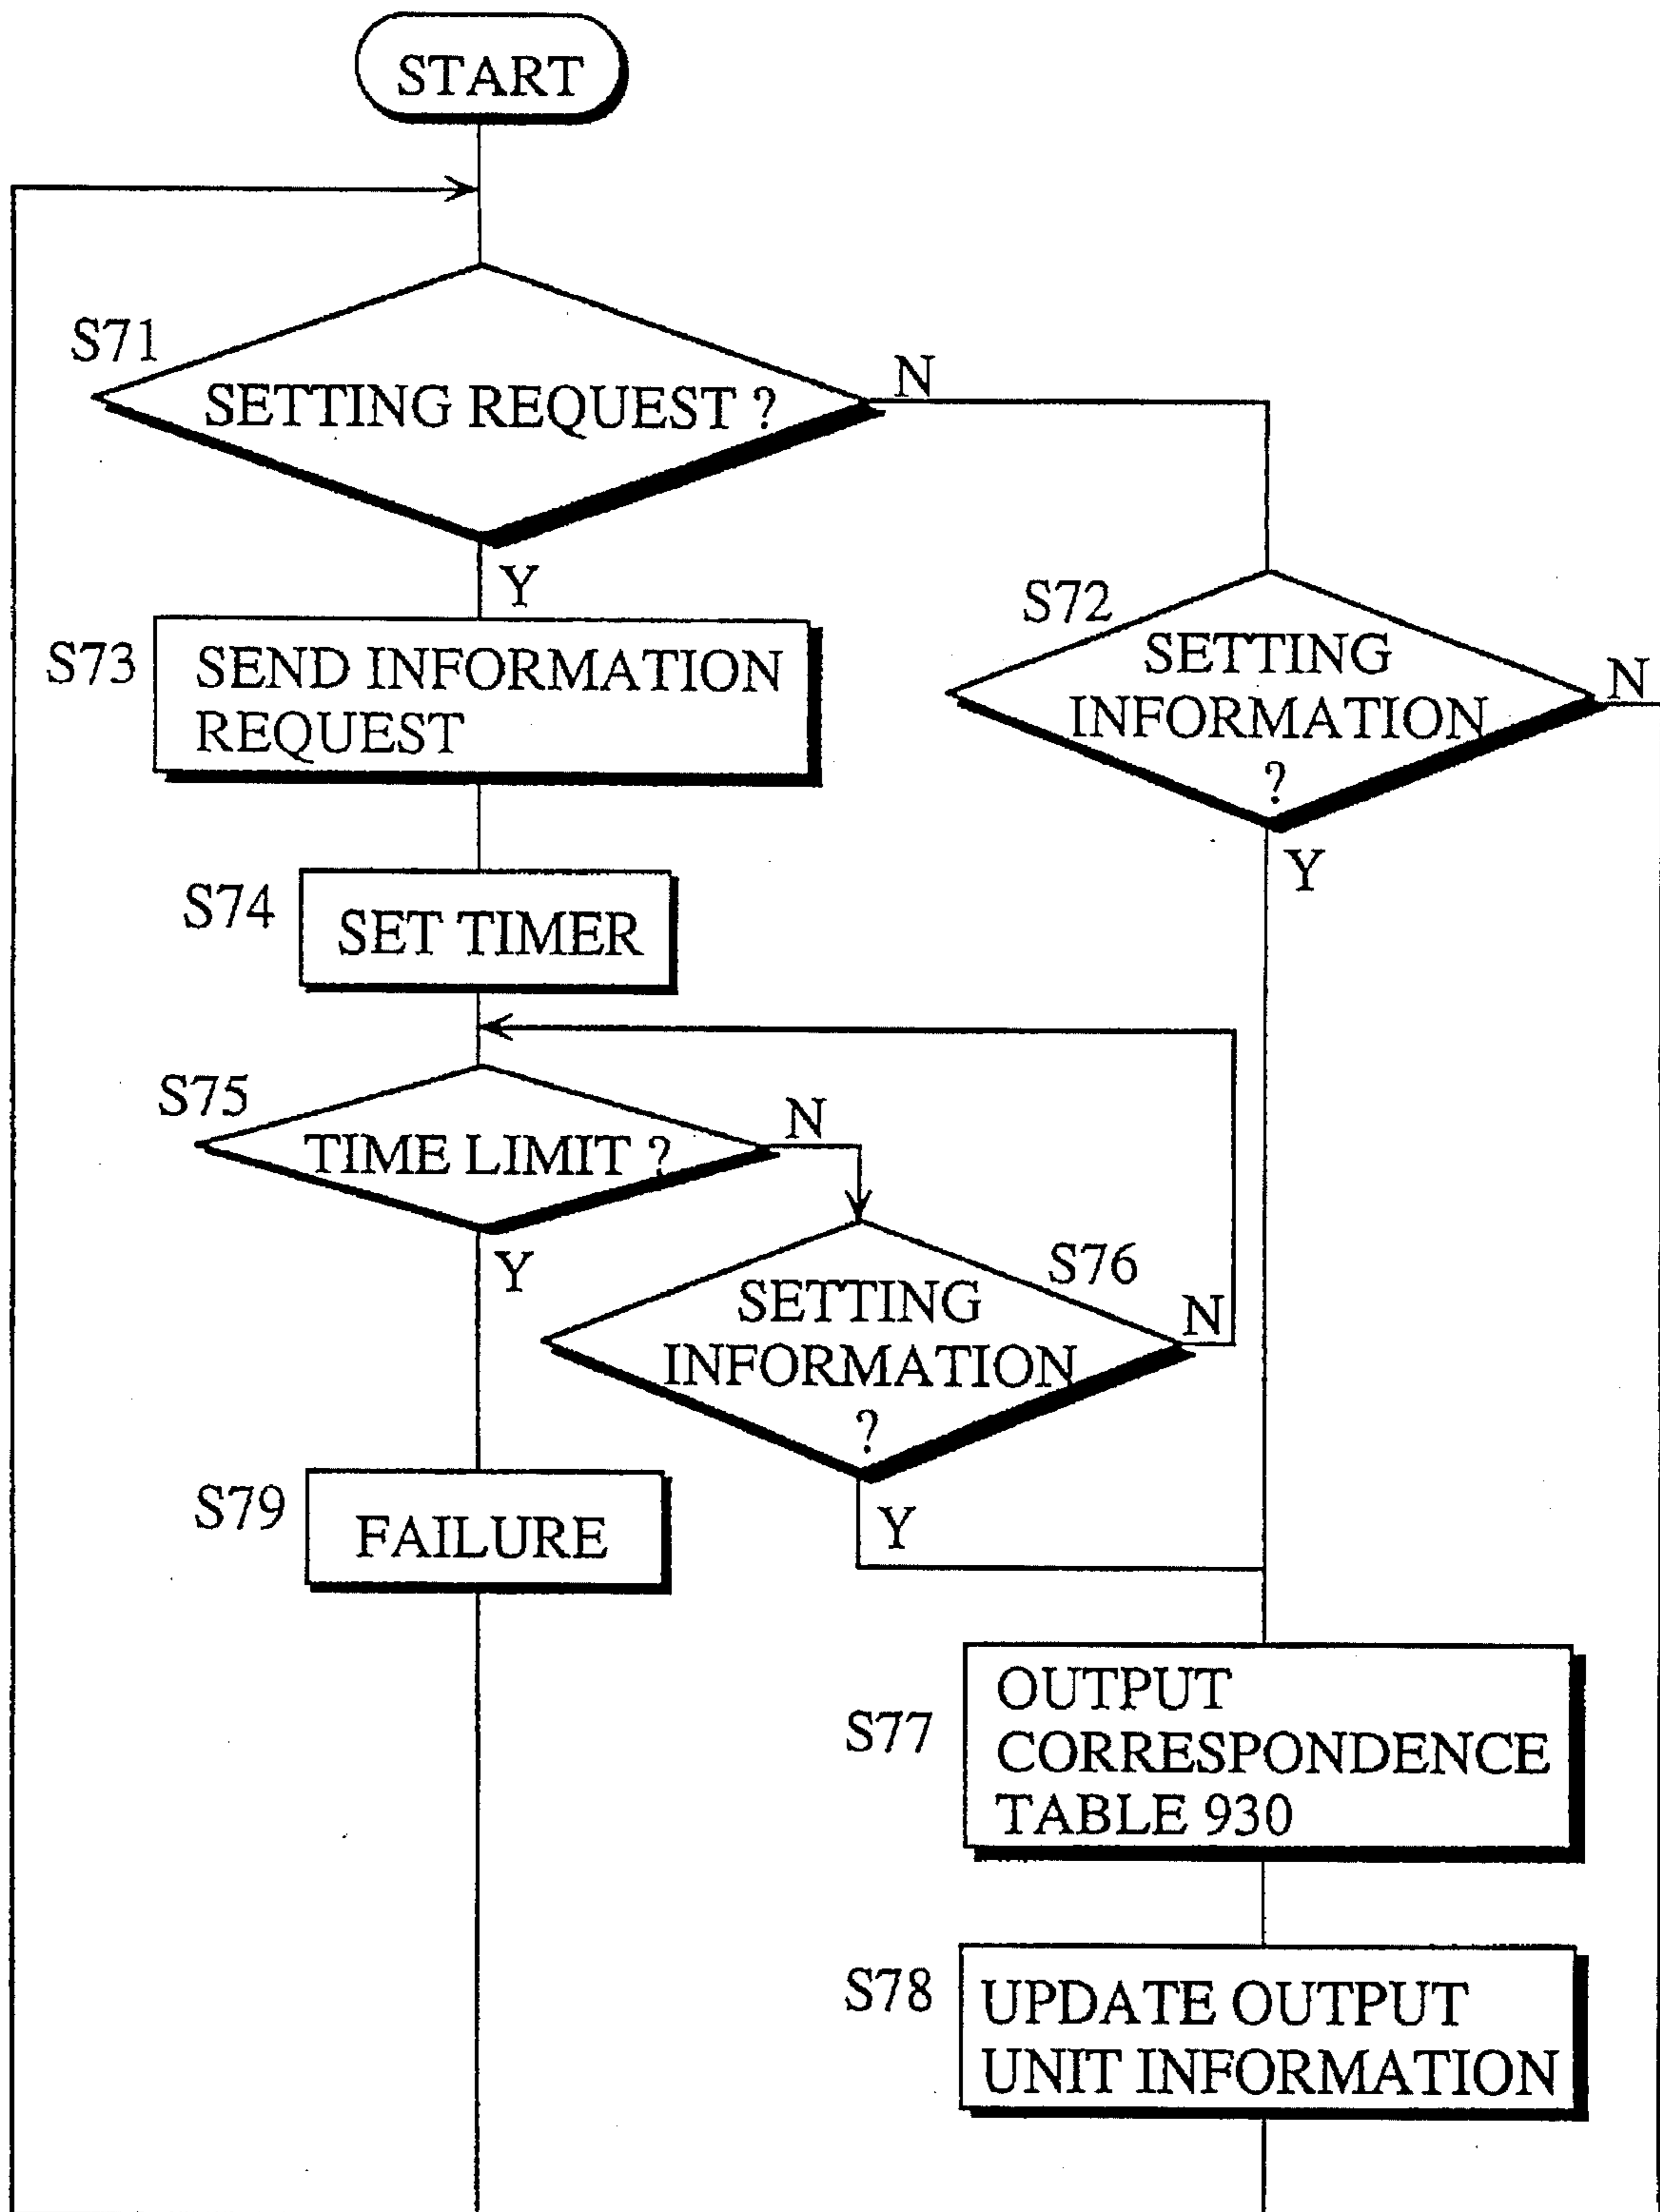 START
S71
SETTING REQUEST ?
N
Y
S72
SETTING
INFORMATION
?
N
Y
S73
SEND INFORMATION
REQUEST
S74
SET TIMER
S75
TIME LIMIT ?
N
Y
S76
SETTING
INFORMATION
?
N
Y
S79
FAILURE
S77
OUTPUT
CORRESPONDENCE
TABLE 930
S78
UPDATE OUTPUT
UNIT INFORMATION